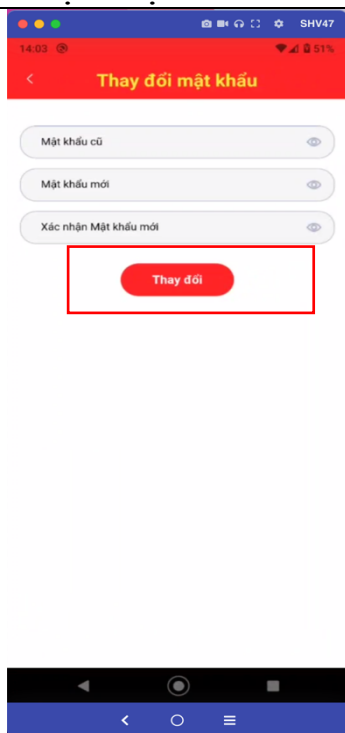 SHV47
14:03 51%
Thay đổi mật khẩu
Mật khẩu cũ
Mật khẩu mới
Xác nhận Mật khẩu mới
Thay đổi